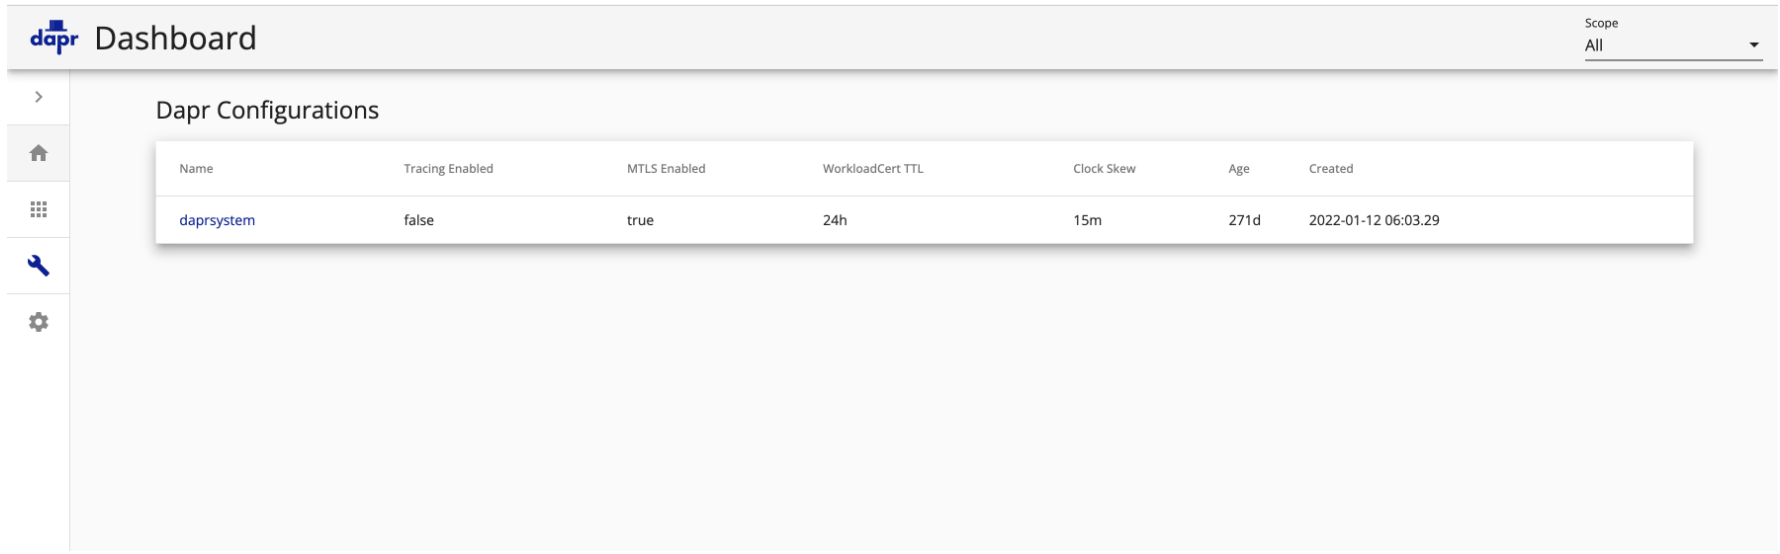 dapr Dashboard
Scope
All
Dapr Configurations
Name Tracing Enabled MTLS Enabled WorkloadCert TTL Clock Skew Age Created
daprsystem false true 24h 15m 271d 2022-01-12 06:03.29